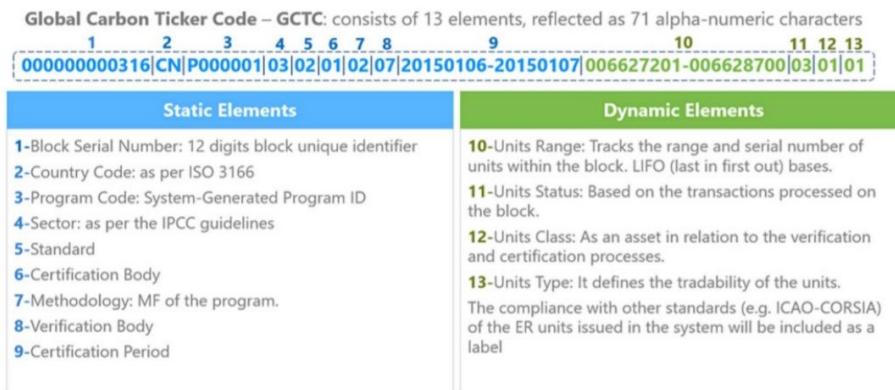 Global Carbon Ticker Code – GCTC: consists of 13 elements, reflected as 71 alpha-numeric characters
1 2 3 4 5 6 7 8 9 10 11 12 13
000000000316|CN|P000001|03|02|01|02|07|20150106-20150107|006627201-006628700|03|01|01
Static Elements
1-Block Serial Number: 12 digits block unique identifier
2-Country Code: as per ISO 3166
3-Program Code: System-Generated Program ID
4-Sector: as per the IPCC guidelines
5-Standard
6-Certification Body
7-Methodology: MF of the program.
8-Verification Body
9-Certification Period
Dynamic Elements
10-Units Range: Tracks the range and serial number of
units within the block. LIFO (last in first out) bases.
11-Units Status: Based on the transactions processed on
the block.
12-Units Class: As an asset in relation to the verification
and certification processes.
13-Units Type: It defines the tradability of the units.
The compliance with other standards (e.g. ICAO-CORSIA)
of the ER units issued in the system will be included as a
label